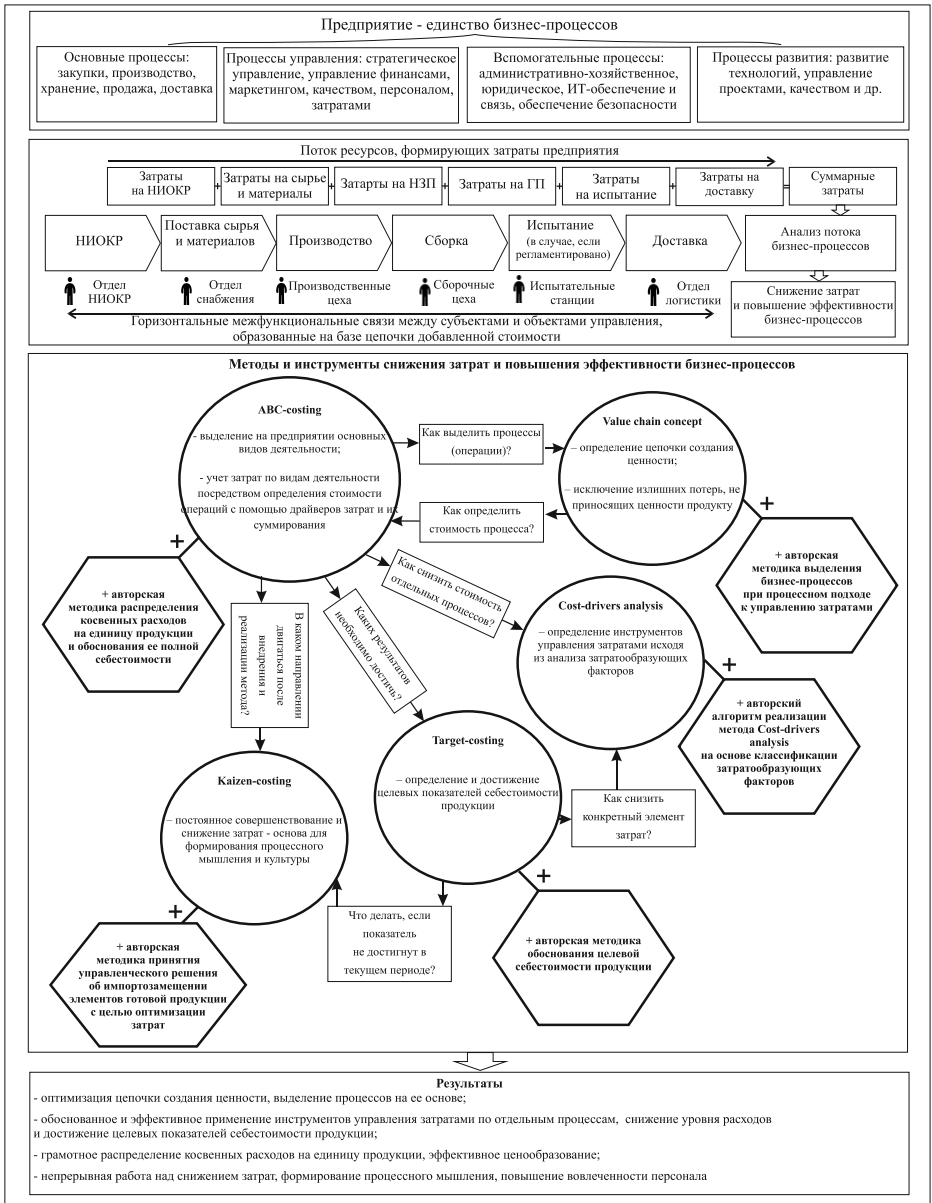 Предприятие - единство бизнес-процессов
Основные процессы:
закупки, производство,
хранение, продажа, доставка
Процессы управления: стратегическое
управление, управление финансами,
маркетингом, качеством, персоналом,
затратами
Вспомогательные процессы:
административно-хозяйственное,
юридическое, ИТ-обеспечение и
связь, обеспечение безопасности
Процессы развития: развитие
технологий, управление
проектами, качеством и др.
Поток ресурсов, формирующих затраты предприятия
Затраты
на НИОКР
+
Затраты на сырье
и материалы
+
Затарты на НЗП
+
Затраты на ГП
+
Затраты
на испытание
+
Затраты на
доставку
=
Суммарные
затраты
НИОКР
Поставка сырья
и материалов
Производство
Сборка
Испытание
(в случае, если
регламентировано)
Доставка
Анализ потока
бизнес-процессов
Отдел
НИОКР
Отдел
снабжения
Производственные
цеха
Сборочные
цеха
Испытательные
станции
Отдел
логистики
Снижение затрат
и повышение эффективности
бизнес-процессов
Горизонтальные межфункциональные связи между субъектами и объектами управления,
образованные на базе цепочки добавленной стоимости
Методы и инструменты снижения затрат и повышения эффективности бизнес-процессов
ABC-costing
- выделение на предприятии основных
видов деятельности;
- учет затрат по видам деятельности
посредством определения стоимости
операций с помощью драйверов затрат и их
суммирования
Как выделить процессы
(операции)?
Value chain concept
– определение цепочки создания
ценности;
– исключение излишних потерь, не
приносящих ценности продукту
Как определить
стоимость процесса?
+
+ авторская
методика распределения
косвенных расходов
на единицу продукции
и обоснования ее полной
себестоимости
+
+ авторская
методика выделения
бизнес-процессов
при процессном подходе
к управлению затратами
Как снизить стоимость
отдельных процессов?
В каком направлении
двигаться после
внедрения и
реализации метода?
Каких результатов
необходимо достичь?
Cost-drivers analysis
– определение инструментов
управления затратами исходя
из анализа затратообразующих
факторов
+
+ авторский
алгоритм реализации
метода Cost-drivers
analysis
на основе классификации
затратообразующих
факторов
Target-costing
– определение и достижение
целевых показателей себестоимости
продукции
Kaizen-costing
– постоянное совершенствование и
снижение затрат - основа для
формирования процессного
мышления и культуры
Как снизить
конкретный элемент
затрат?
Что делать, если
показатель
не достигнут в
текущем периоде?
+
+ авторская
методика принятия
управленческого решения
об импортозамещении
элементов готовой продукции
с целью оптимизации
затрат
+
+ авторская методика
обоснования целевой
себестоимости продукции
Результаты
- оптимизация цепочки создания ценности, выделение процессов на ее основе;
- обоснованное и эффективное применение инструментов управления затратами по отдельным процессам, снижение уровня расходов
и достижение целевых показателей себестоимости продукции;
- грамотное распределение косвенных расходов на единицу продукции, эффективное ценообразование;
- непрерывная работа над снижением затрат, формирование процессного мышления, повышение вовлеченности персонала